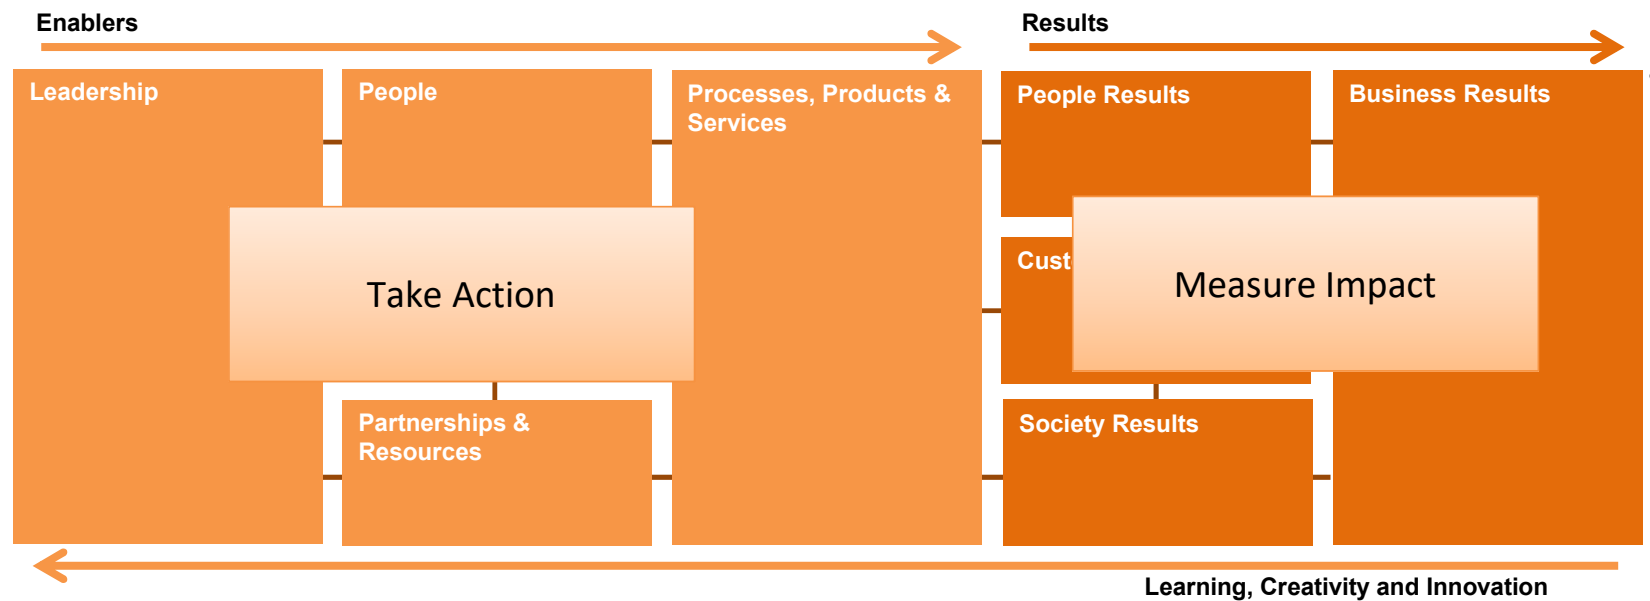 Enablers
Results
Leadership
People
Processes, Products &
Services
People Results
Business Results
Take Action
Measure Impact
Partnerships &
Resources
Society Results
Learning, Creativity and Innovation